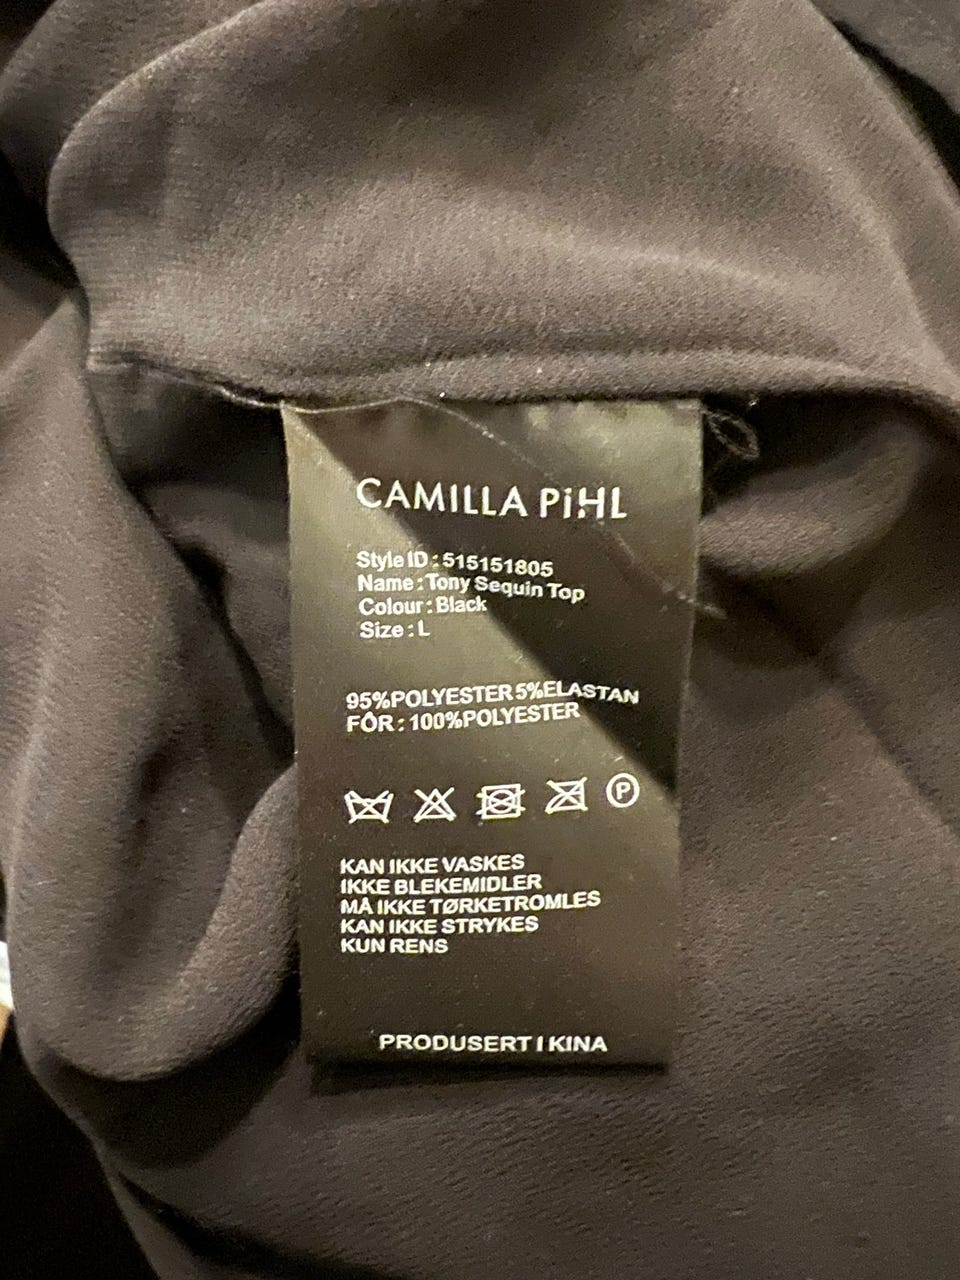 CAMILLA PiHL
Style ID : 515151805
Name : Tony Sequin Top
Colour : Black
Size : L
95%POLYESTER 5%ELASTAN
FÔR : 100%POLYESTER
P
KAN IKKE VASKES
IKKE BLEKEMIDLER
MÅ IKKE TØRKETROMLES
KAN IKKE STRYKES
KUN RENS
PRODUSERT I KINA